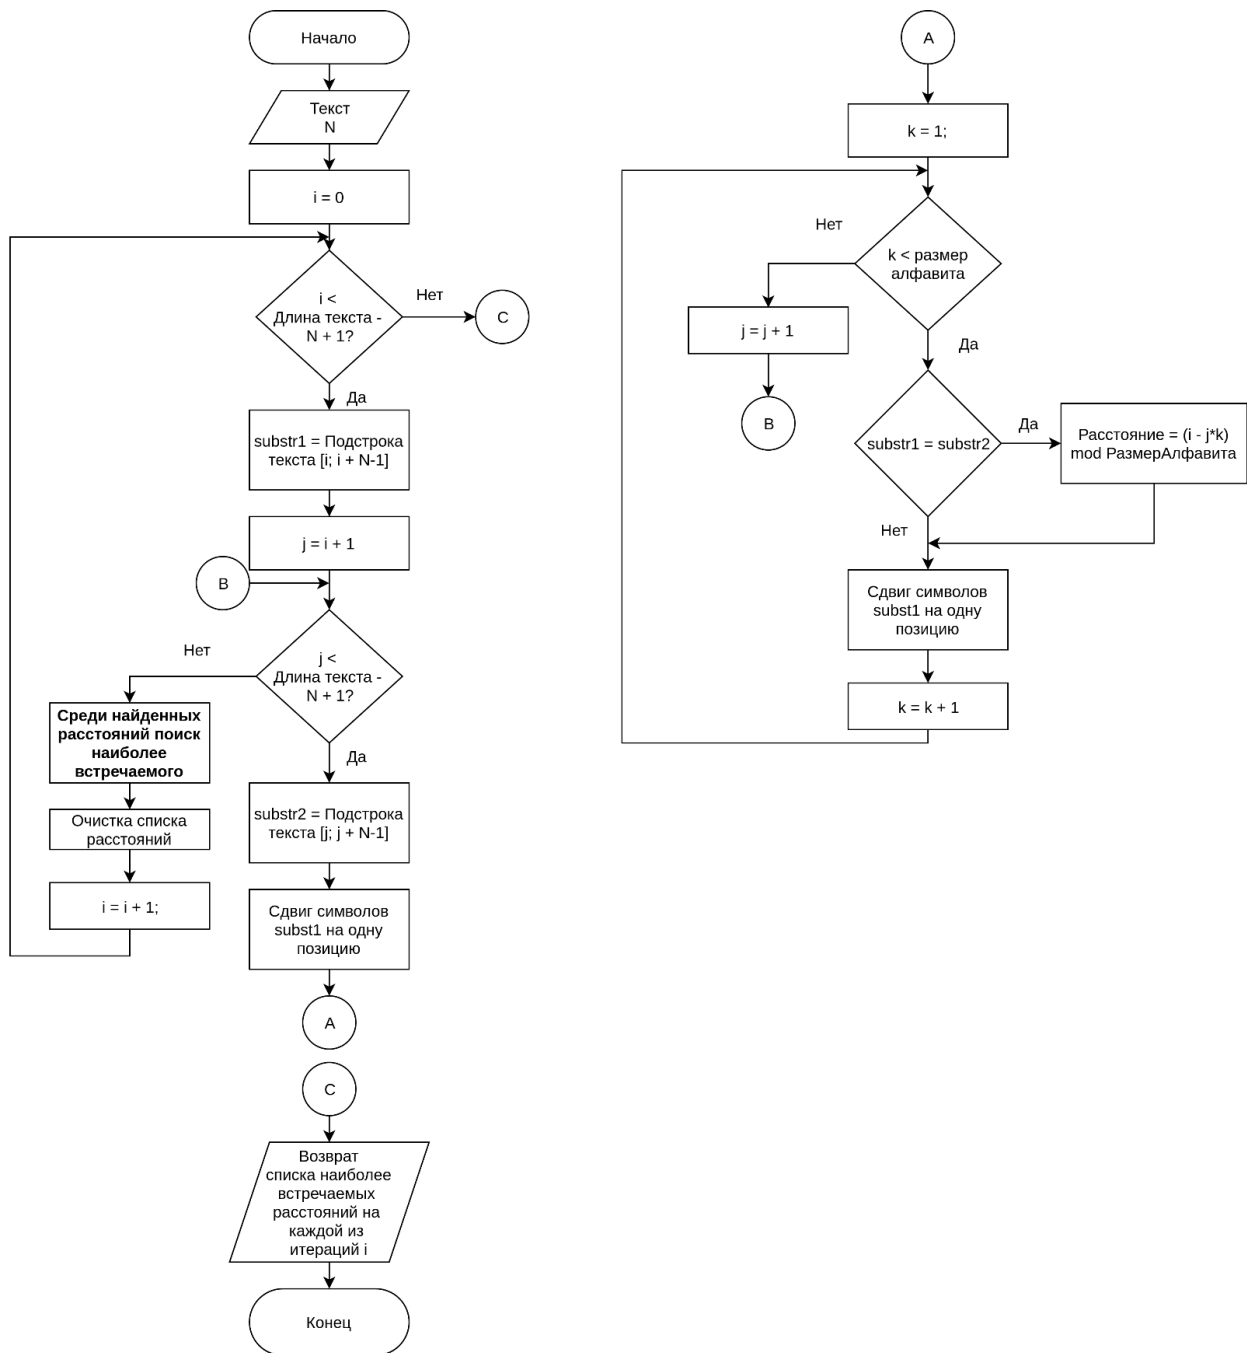 Начало
Текст
N
i = 0
i <
Длина текста -
N + 1?
Нет
C
Да
substr1 = Подстрока
текста [i; i + N-1]
j = i + 1
B
j <
Длина текста -
N + 1?
Нет
Среди найденных
расстояний поиск
наиболее
встречаемого
Очистка списка
расстояний
i = i + 1;
Да
substr2 = Подстрока
текста [j; j + N-1]
Сдвиг символов
subst1 на одну
позицию
A
C
Возврат
списка наиболее
встречаемых
расстояний на
каждой из
итераций i
Конец
A
k = 1;
k < размер
алфавита
Нет
j = j + 1
B
Да
substr1 = substr2
Да
Расстояние = (i - j*k)
mod РазмерАлфавита
Нет
Сдвиг символов
subst1 на одну
позицию
k = k + 1